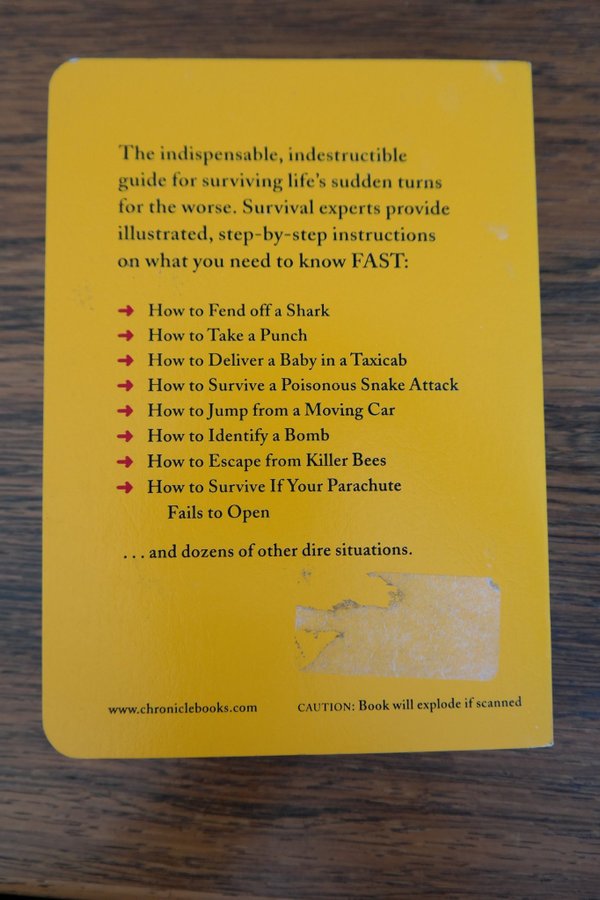 The indispensable, indestructible
guide for surviving life's sudden turns
for the worse. Survival experts provide
illustrated, step-by-step instructions
on what you need to know FAST:
➜ How to Fend off a Shark
➜ How to Take a Punch
➜ How to Deliver a Baby in a Taxicab
➜ How to Survive a Poisonous Snake Attack
➜ How to Jump from a Moving Car
➜ How to Identify a Bomb
➜ How to Escape from Killer Bees
➜ How to Survive If Your Parachute
Fails to Open
. . . and dozens of other dire situations.
www.chroniclebooks.com
CAUTION: Book will explode if scanned